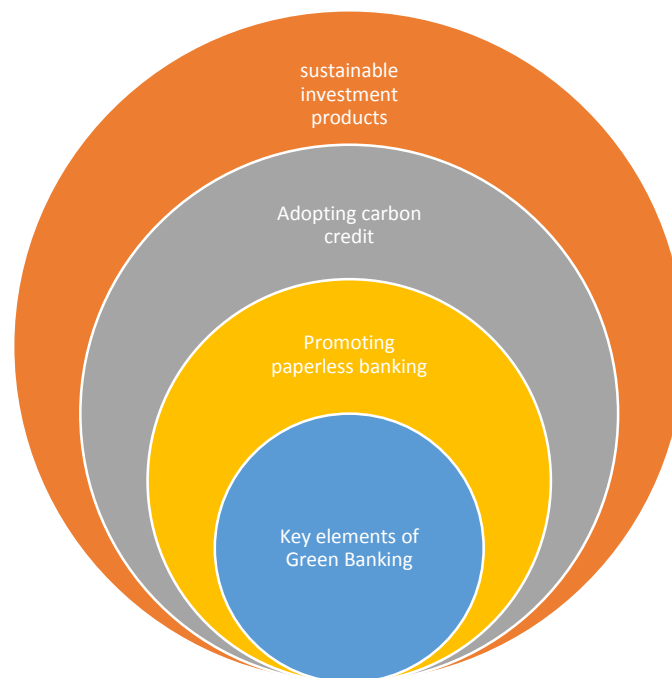 sustainable
investment
products
Adopting carbon
credit
Promoting
paperless banking
Key elements of
Green Banking